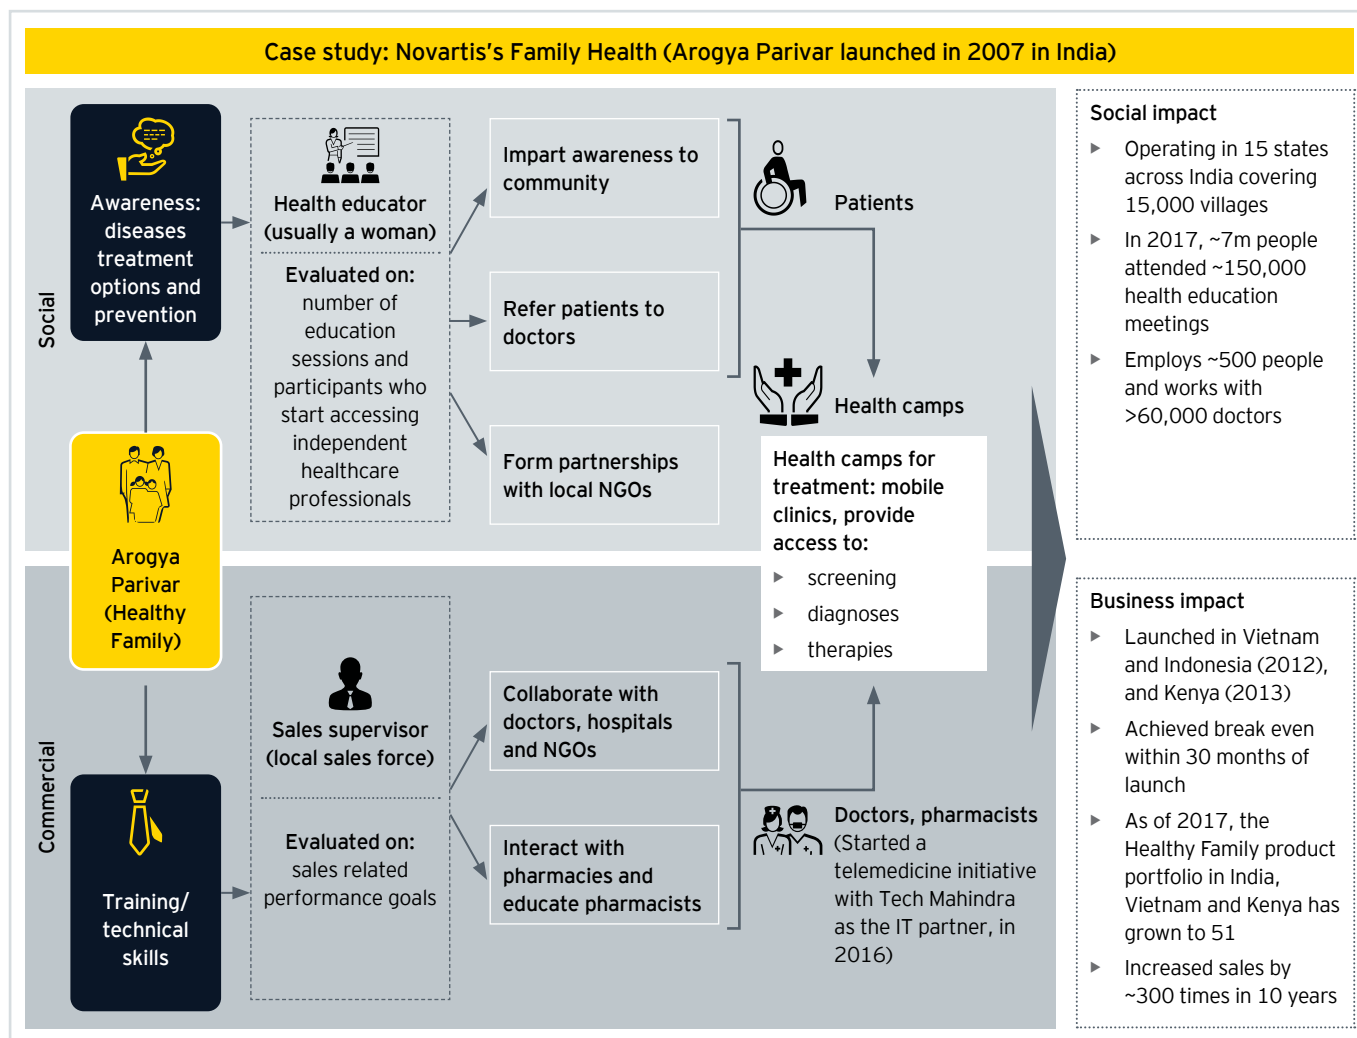 Case study: Novartis's Family Health (Arogya Parivar launched in 2007 in India)
Social
Awareness:
diseases
treatment
options and
prevention
Health educator
(usually a woman)
Evaluated on:
number of
education
sessions and
participants who
start accessing
independent
healthcare
professionals
Impart awareness to
community
Refer patients to
doctors
Form partnerships
with local NGOs
Patients
Health camps
Health camps for
treatment: mobile
clinics, provide
access to:
screening
diagnoses
therapies
Arogya
Parivar
(Healthy
Family)
Commercial
Training/
technical
skills
Sales supervisor
(local sales force)
Evaluated on:
sales related
performance goals
Collaborate with
doctors, hospitals
and NGOs
Interact with
pharmacies and
educate pharmacists
Doctors, pharmacists
(Started a
telemedicine initiative
with Tech Mahindra
as the IT partner, in
2016)
Social impact
Operating in 15 states
across India covering
15,000 villages
In 2017, ~7m people
attended ~150,000
health education
meetings
Employs ~500 people
and works with
>60,000 doctors
Business impact
Launched in Vietnam
and Indonesia (2012),
and Kenya (2013)
Achieved break even
within 30 months of
launch
As of 2017, the
Healthy Family product
portfolio in India,
Vietnam and Kenya has
grown to 51
Increased sales by
~300 times in 10 years